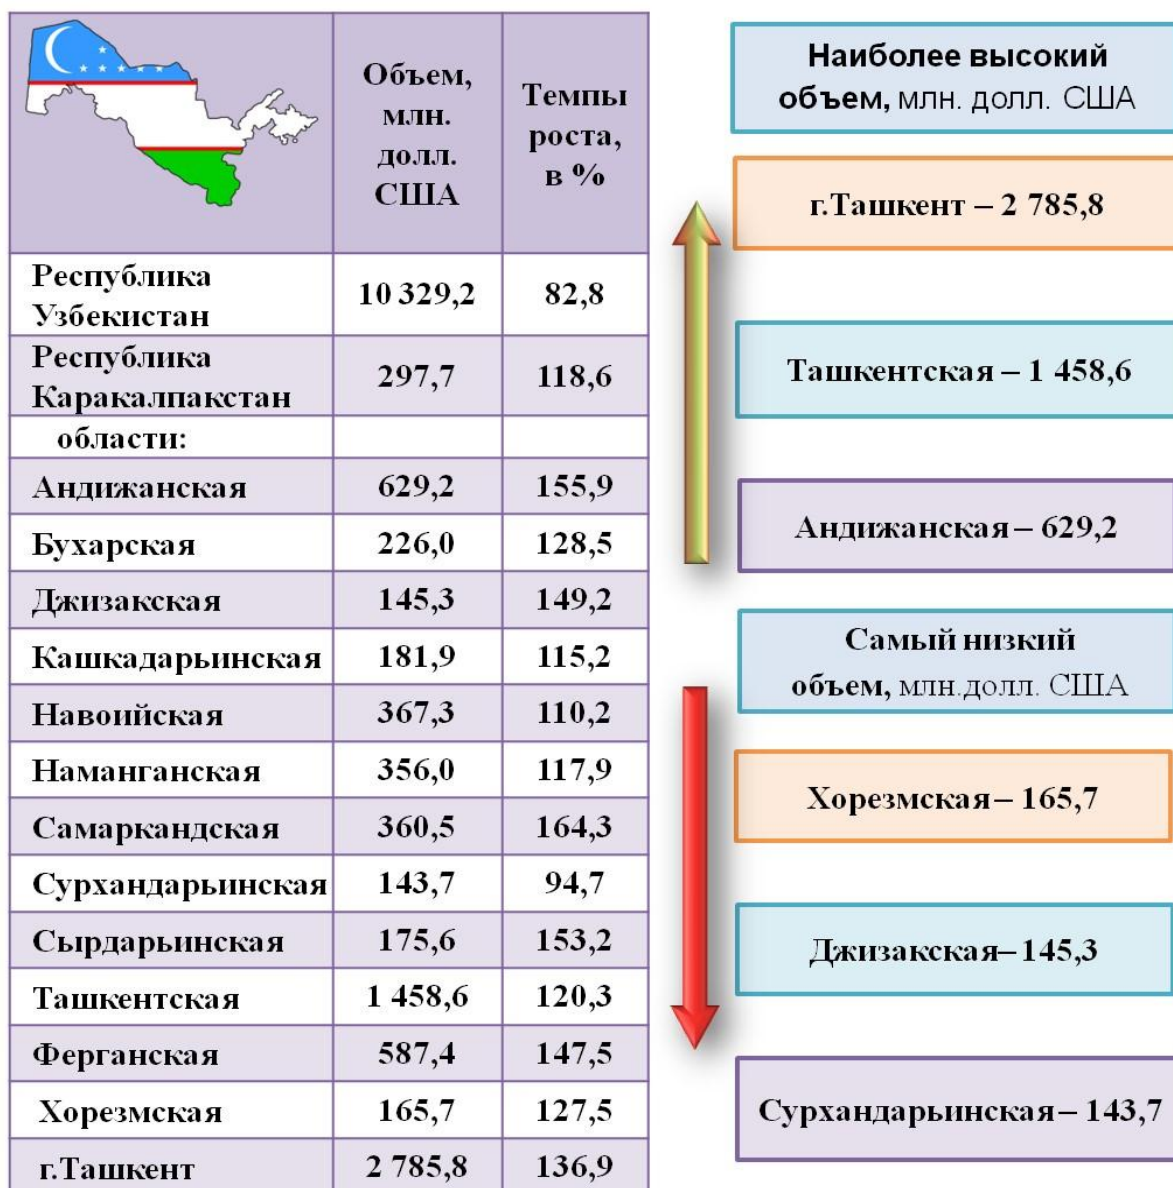 Объем,
млн.
долл.
США
Темпы
роста,
в %
Республика
Узбекистан
10 329,2
82,8
Республика
Каракалпакстан
297,7
118,6
области:
Андижанская 629,2 155,9
Бухарская 226,0 128,5
Джизакская 145,3 149,2
Кашкадарьинская 181,9 115,2
Навоийская 367,3 110,2
Наманганская 356,0 117,9
Самаркандская 360,5 164,3
Сурхандарьинская 143,7 94,7
Сырдарьинская 175,6 153,2
Ташкентская 1 458,6 120,3
Ферганская 587,4 147,5
Хорезмская 165,7 127,5
г.Ташкент 2 785,8 136,9
Наиболее высокий
объем, млн. долл. США
г.Ташкент – 2 785,8
Ташкентская – 1 458,6
Андижанская – 629,2
Самый низкий
объем, млн.долл. США
Хорезмская– 165,7
Джизакская– 145,3
Сурхандарьинская – 143,7